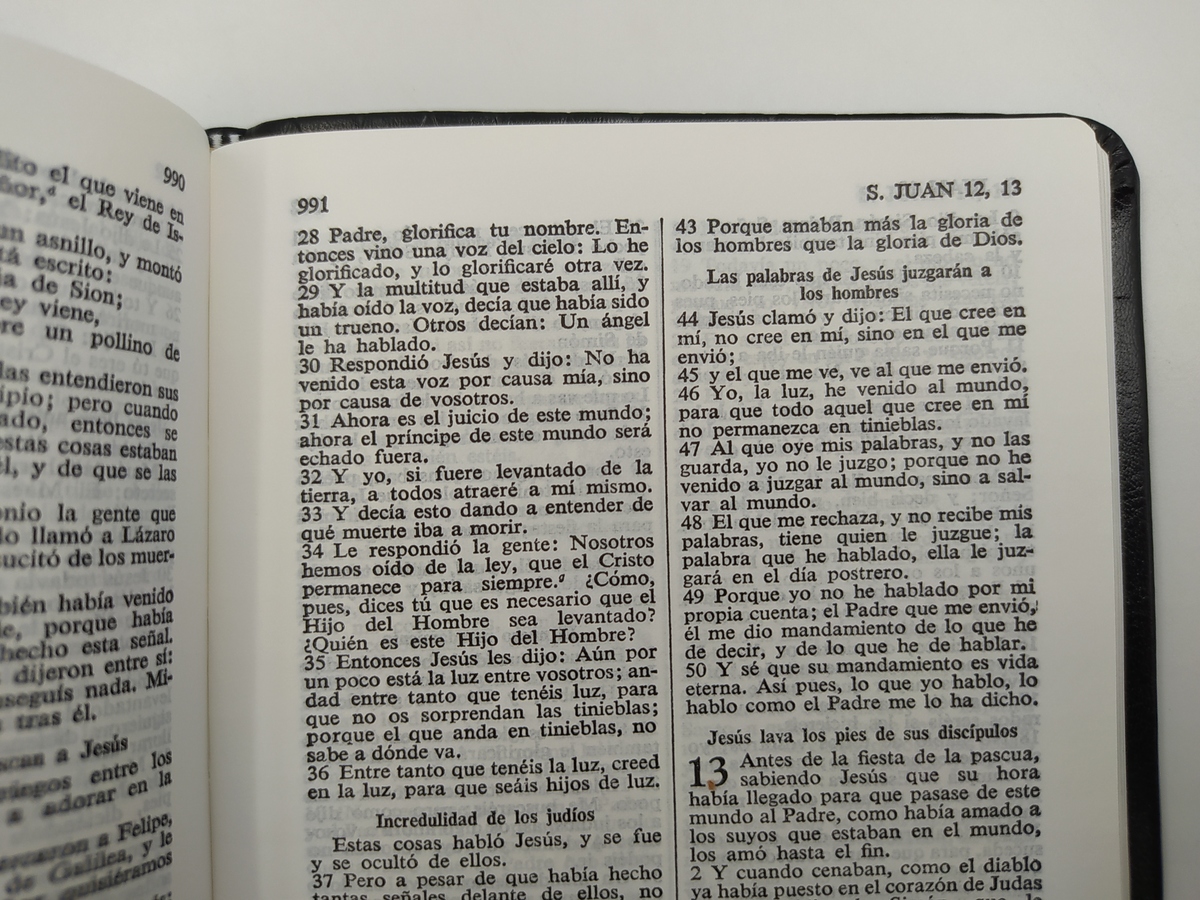 990
el que viene en
el Rey de Is-
un asnillo, y montó
escrito:
de Sion;
viene,
un pollino de
entendieron sus
pero cuando
entonces se
estas cosas estaban
y de que se las
la gente que
llamó a Lázaro
de los muer-
había venido
porque había
hecho esta señal.
dijeron entre sí:
nada. Mi-
tras él.
a Jesús
entre los
a adorar en la
a Felipe,
de Galilea, y le
quisiéramos
991
28 Padre, glorifica tu nombre. En-
tonces vino una voz del cielo: Lo he
glorificado, y lo glorificaré otra vez.
29 Y la multitud que estaba allí, y
había oído la voz, decía que había sido
un trueno. Otros decían: Un ángel
le ha hablado.
30 Respondió Jesús y dijo: No ha
venido esta voz por causa mía, sino
por causa de vosotros.
31 Ahora es el juicio de este mundo;
ahora el príncipe de este mundo será
echado fuera.
32 Y yo, si fuere levantado de la
tierra, a todos atraeré a mí mismo.
33 Y decía esto dando a entender de
qué muerte iba a morir.
34 Le respondió la gente: Nosotros
hemos oído de la ley, que el Cristo
permanece para siempre. ¿Cómo,
pues, dices tú que es necesario que el
Hijo del Hombre sea levantado?
¿Quién es este Hijo del Hombre?
35 Entonces Jesús les dijo: Aún por
un poco está la luz entre vosotros; an-
dad entre tanto que tenéis luz, para
que no os sorprendan las tinieblas;
porque el que anda en tinieblas, no
sabe a dónde va.
36 Entre tanto que tenéis la luz, creed
en la luz, para que seáis hijos de luz.
Incredulidad de los judíos
Estas cosas habló Jesús, y se fue
y se ocultó de ellos.
37 Pero a pesar de que había hecho
tantas señales delante de ellos, no
S. JUAN 12, 13
43 Porque amaban más la gloria de
los hombres que la gloria de Dios.
Las palabras de Jesús juzgarán a
los hombres
44 Jesús clamó y dijo: El que cree en
mí, no cree en mí, sino en el que me
envió;
45 y el que me ve, ve al que me envió.
46 Yo, la luz, he venido al mundo,
para que todo aquel que cree en mí
no permanezca en tinieblas.
47 Al que oye mis palabras, y no las
guarda, yo no le juzgo; porque no he
venido a juzgar al mundo, sino a sal-
var al mundo.
48 El que me rechaza, y no recibe mis
palabras, tiene quien le juzgue; la
palabra que he hablado, ella le juz-
gará en el día postrero.
49 Porque yo no he hablado por mi
propia cuenta; el Padre que me envió,
él me dio mandamiento de lo que he
de decir, y de lo que he de hablar.
50 Y sé que su mandamiento es vida
eterna. Así pues, lo que yo hablo, lo
hablo como el Padre me lo ha dicho.
Jesús lava los pies de sus discípulos
13 Antes de la fiesta de la pascua,
sabiendo Jesús que su hora
había llegado para que pasase de este
mundo al Padre, como había amado a
los suyos que estaban en el mundo,
los amó hasta el fin.
2 Y cuando cenaban, como el diablo
ya había puesto en el corazón de Judas